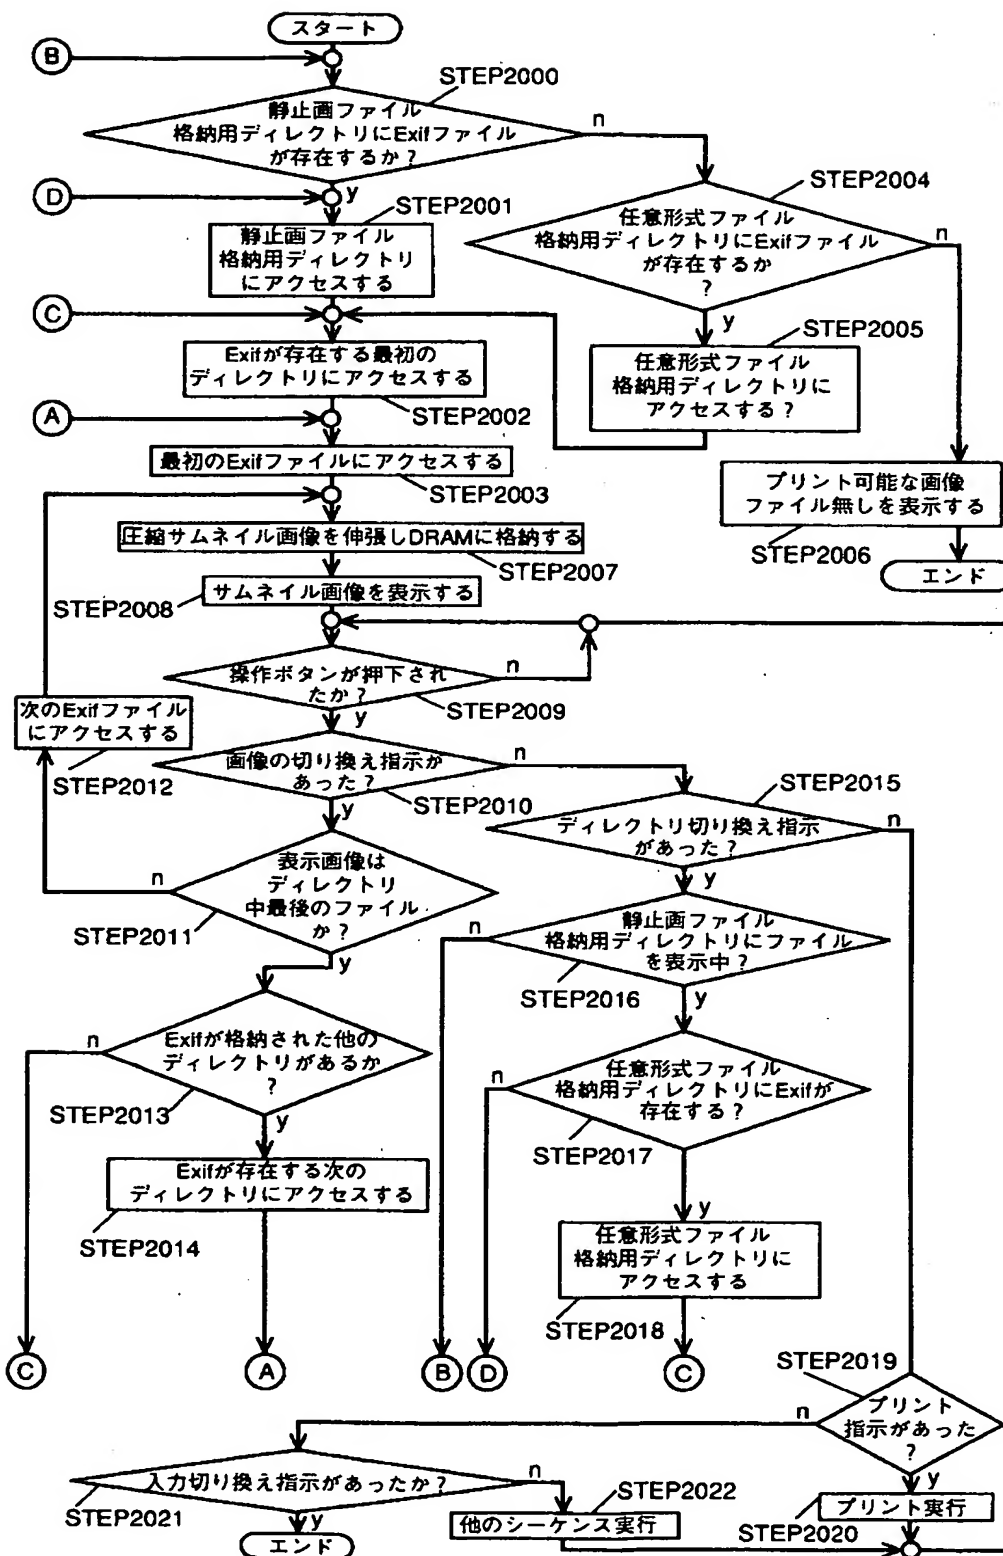 スタート
B
STEP2000
静止画ファイル
格納用ディレクトリにExifファイル
が存在するか？
n
y
D
STEP2001
静止画ファイル
格納用ディレクトリ
にアクセスする
STEP2004
任意形式ファイル
格納用ディレクトリにExifファイル
が存在するか
？
n
y
C
Exifが存在する最初の
ディレクトリにアクセスする
STEP2002
STEP2005
任意形式ファイル
格納用ディレクトリに
アクセスする？
A
最初のExifファイルにアクセスする
STEP2003
プリント可能な画像
ファイル無しを表示する
STEP2006
エンド
圧縮サムネイル画像を伸張しDRAMに格納する
STEP2007
サムネイル画像を表示する
STEP2008
操作ボタンが押下され
たか？
n
STEP2009
y
次のExifファイル
にアクセスする
STEP2012
画像の切り換え指示が
あった？
n
STEP2010
y
STEP2015
ディレクトリ切り換え指示
があった？
n
y
表示画像は
ディレクトリ
中最後のファイル
か？
n
STEP2011
y
静止画ファイル
格納用ディレクトリにファイル
を表示中？
n
STEP2016
y
Exifが格納された他の
ディレクトリがあるか
？
n
STEP2013
y
任意形式ファイル
格納用ディレクトリにExifが
存在する？
n
STEP2017
y
Exifが存在する次の
ディレクトリにアクセスする
STEP2014
任意形式ファイル
格納用ディレクトリに
アクセスする
STEP2018
C
A
B
D
C
STEP2019
プリント
指示があった
？
n
y
入力切り換え指示があったか？
n
STEP2021
y
エンド
STEP2022
他のシーケンス実行
プリント実行
STEP2020